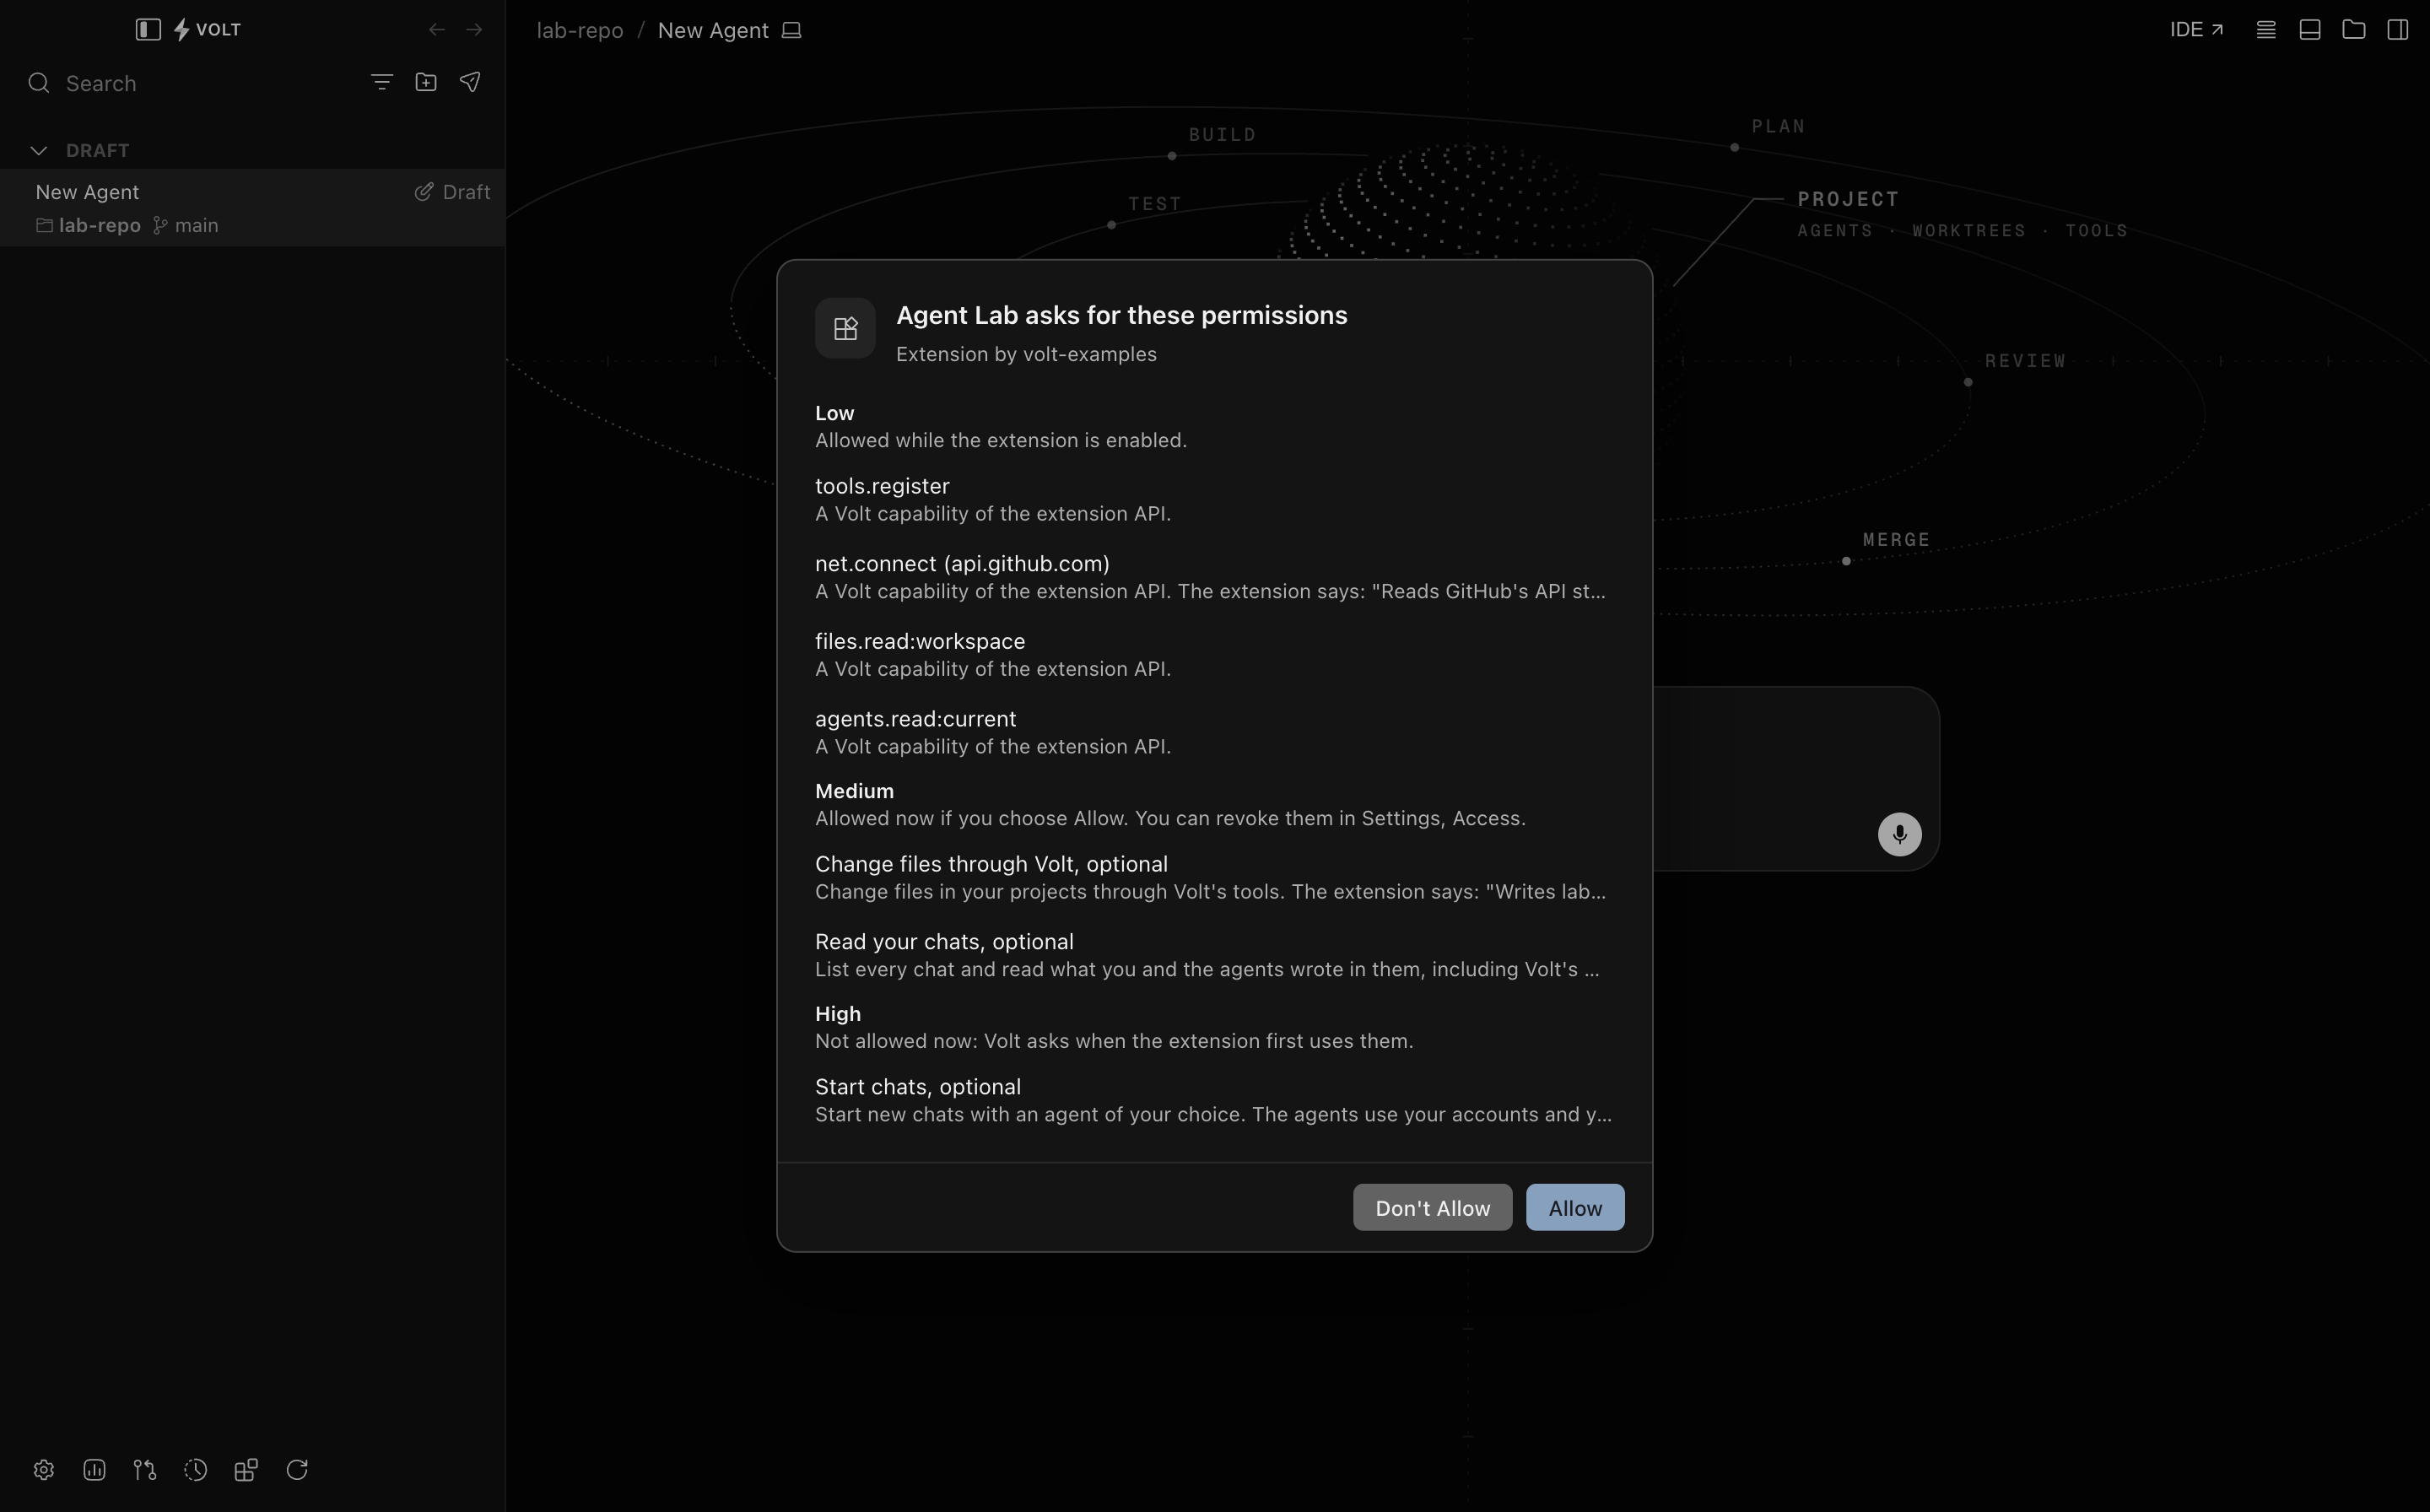 VOLT
Search
DRAFT
New Agent
Draft
lab-repo main
lab-repo / New Agent
IDE
BUILD
PLAN
TEST
PROJECT
AGENTS · WORKTREES · TOOLS
REVIEW
MERGE
Agent Lab asks for these permissions
Extension by volt-examples
Low
Allowed while the extension is enabled.
tools.register
A Volt capability of the extension API.
net.connect (api.github.com)
A Volt capability of the extension API. The extension says: "Reads GitHub's API st...
files.read:workspace
A Volt capability of the extension API.
agents.read:current
A Volt capability of the extension API.
Medium
Allowed now if you choose Allow. You can revoke them in Settings, Access.
Change files through Volt, optional
Change files in your projects through Volt's tools. The extension says: "Writes lab...
Read your chats, optional
List every chat and read what you and the agents wrote in them, including Volt's ...
High
Not allowed now: Volt asks when the extension first uses them.
Start chats, optional
Start new chats with an agent of your choice. The agents use your accounts and y...
Don't Allow
Allow